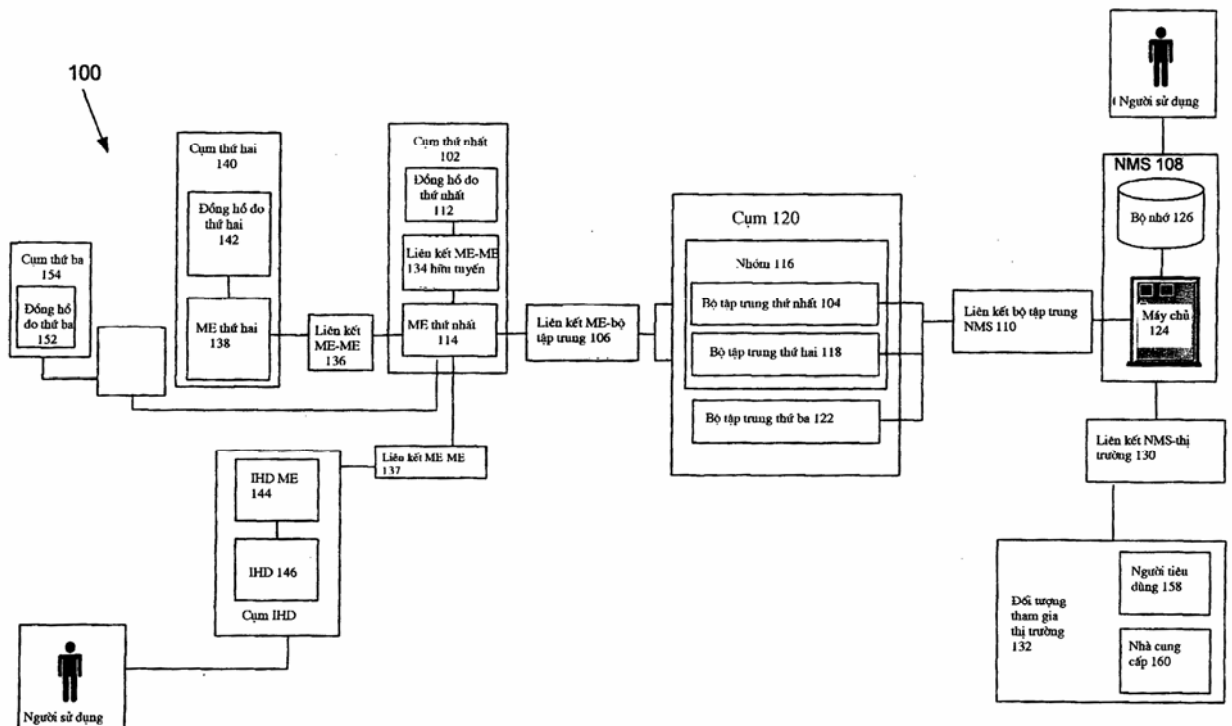 100
Người sử dụng
Cụm thứ hai
140
Đồng hồ đo
thứ hai
142
ME thứ hai
138
Cụm thứ nhất
102
Đồng hồ đo
thứ nhất
112
Liên kết ME-ME
134 hữu tuyến
ME thứ nhất
114
Cụm thứ ba
154
Đồng hồ đo
thứ ba
152
Liên kết
ME-ME
136
Liên kết ME-bộ
tập trung 106
Cụm 120
Nhóm 116
Bộ tập trung thứ nhất 104
Bộ tập trung thứ hai 118
Bộ tập trung thứ ba 122
Liên kết bộ tập trung
NMS 110
NMS 108
Bộ nhớ 126
Máy chủ
124
Liên kết ME ME
137
IHD ME
144
IHD 146
Cụm IHD
Người sử dụng
Liên kết NMS-thị
trường 130
Đối tượng
tham gia
thị trường
132
Người tiêu
dùng 158
Nhà cung
cấp 160